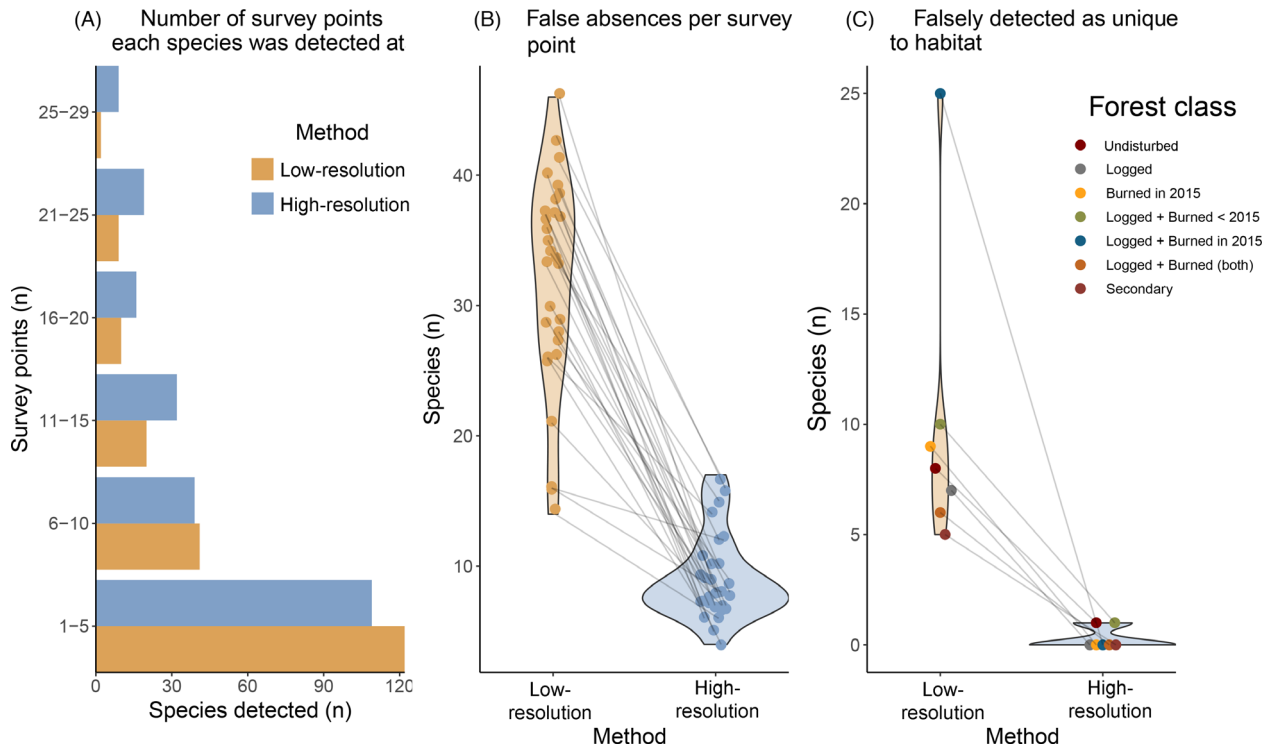 (A) Number of survey points
each species was detected at
Survey points (n)
25−29
21−25
16−20
11−15
6−10
1−5
0 30 60 90 120
Species detected (n)
Method
Low-resolution
High-resolution
(B) False absences per survey
point
Species (n)
40
30
20
10
Low-
resolution
High-
resolution
Method
(C) Falsely detected as unique
to habitat
Species (n)
25
20
15
10
5
0
Low-
resolution
High-
resolution
Method
Forest class
Undisturbed
Logged
Burned in 2015
Logged + Burned < 2015
Logged + Burned in 2015
Logged + Burned (both)
Secondary